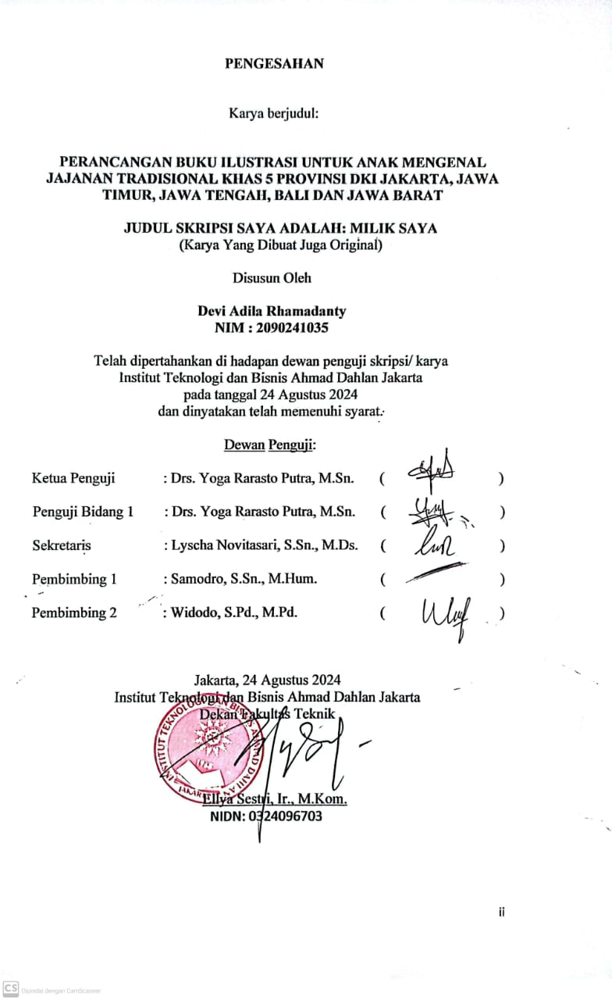 PENGESAHAN
Karya berjudul:
PERANCANGAN BUKU ILUSTRASI UNTUK ANAK MENGENAL
JAJANAN TRADISIONAL KHAS 5 PROVINSI DKI JAKARTA, JAWA
TIMUR, JAWA TENGAH, BALI DAN JAWA BARAT
JUDUL SKRIPSI SAYA ADALAH: MILIK SAYA
(Karya Yang Dibuat Juga Original)
Disusun Oleh
Devi Adila Rhamadanty
NIM : 2090241035
Telah dipertahankan di hadapan dewan penguji skripsi/ karya
Institut Teknologi dan Bisnis Ahmad Dahlan Jakarta
pada tanggal 24 Agustus 2024
dan dinyatakan telah memenuhi syarat.
Dewan Penguji:
Ketua Penguji : Drs. Yoga Rarasto Putra, M.Sn. ( )
Penguji Bidang 1 : Drs. Yoga Rarasto Putra, M.Sn. ( )
Sekretaris : Lyscha Novitasari, S.Sn., M.Ds. ( )
Pembimbing 1 : Samodro, S.Sn., M.Hum. ( )
Pembimbing 2 : Widodo, S.Pd., M.Pd. ( )
Jakarta, 24 Agustus 2024
Institut Teknologi dan Bisnis Ahmad Dahlan Jakarta
Dekan Fakultas Teknik
INSTITUT TEKNOLOGI DAN BISNIS AHMAD DAHLAN
JAKARTA
Ellya Sestri, Ir., M.Kom.
NIDN: 0324096703
ii
CS Dipindai dengan CamScanner